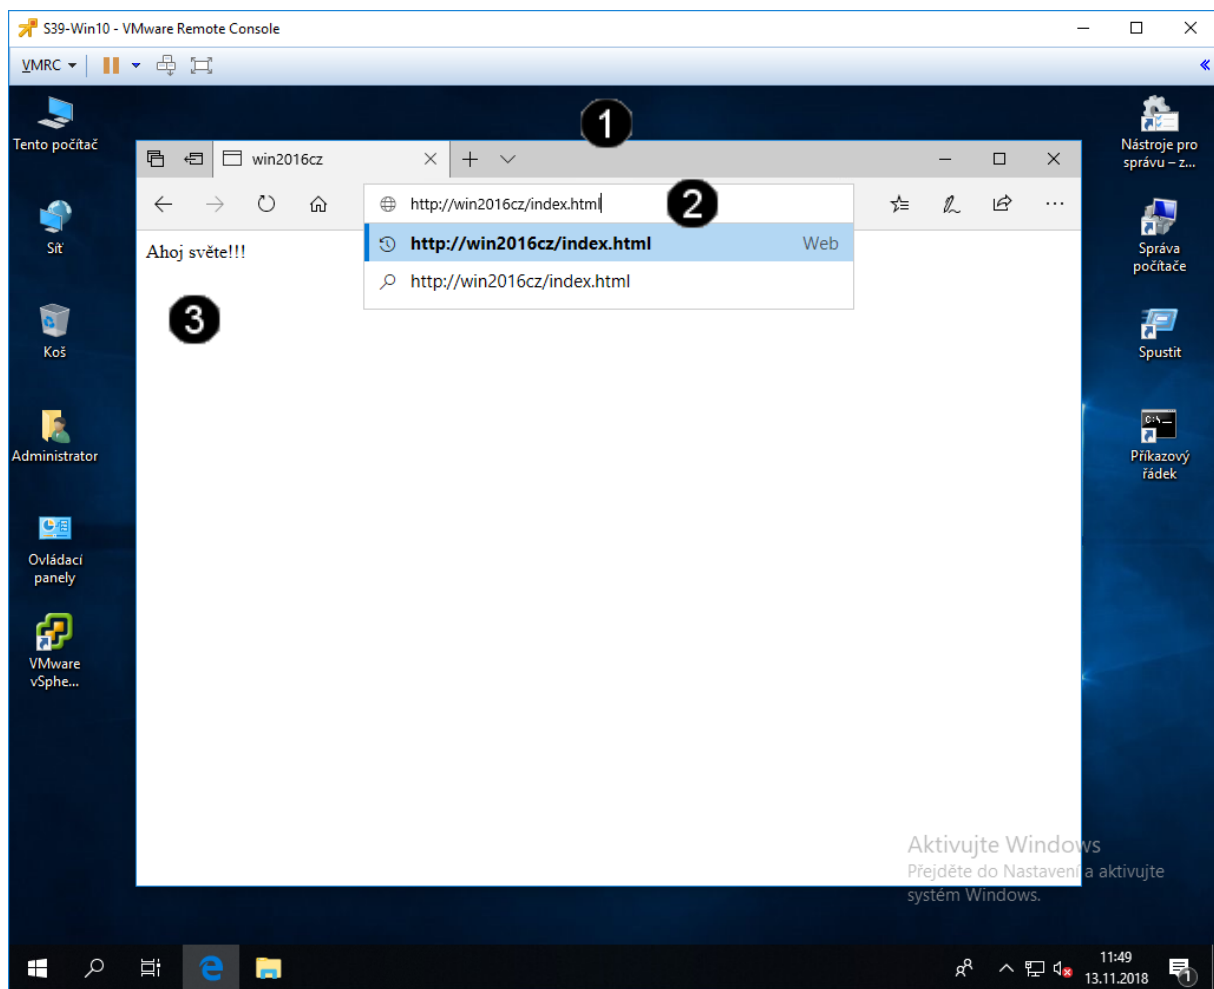 S39-Win10 - VMware Remote Console
VMRC
Tento počítač
Síť
Koš
Administrator
Ovládací
panely
VMware
vSphe...
1
win2016cz
http://win2016cz/index.html
2
http://win2016cz/index.html Web
http://win2016cz/index.html
Ahoj světe!!!
3
Nástroje pro
správu – z...
Správa
počítače
Spustit
Příkazový
řádek
Aktivujte Windows
Přejděte do Nastavení a aktivujte
systém Windows.
11:49
13.11.2018
1